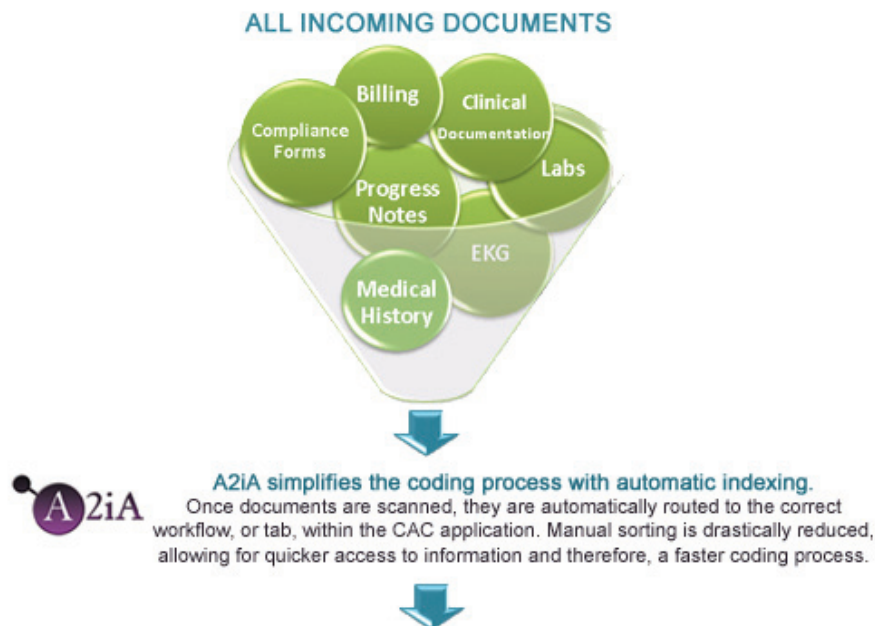 ALL INCOMING DOCUMENTS
Billing
Clinical
Documentation
Compliance
Forms
Labs
Progress
Notes
EKG
Medical
History
A2iA
A2iA simplifies the coding process with automatic indexing.
Once documents are scanned, they are automatically routed to the correct
workflow, or tab, within the CAC application. Manual sorting is drastically reduced,
allowing for quicker access to information and therefore, a faster coding process.